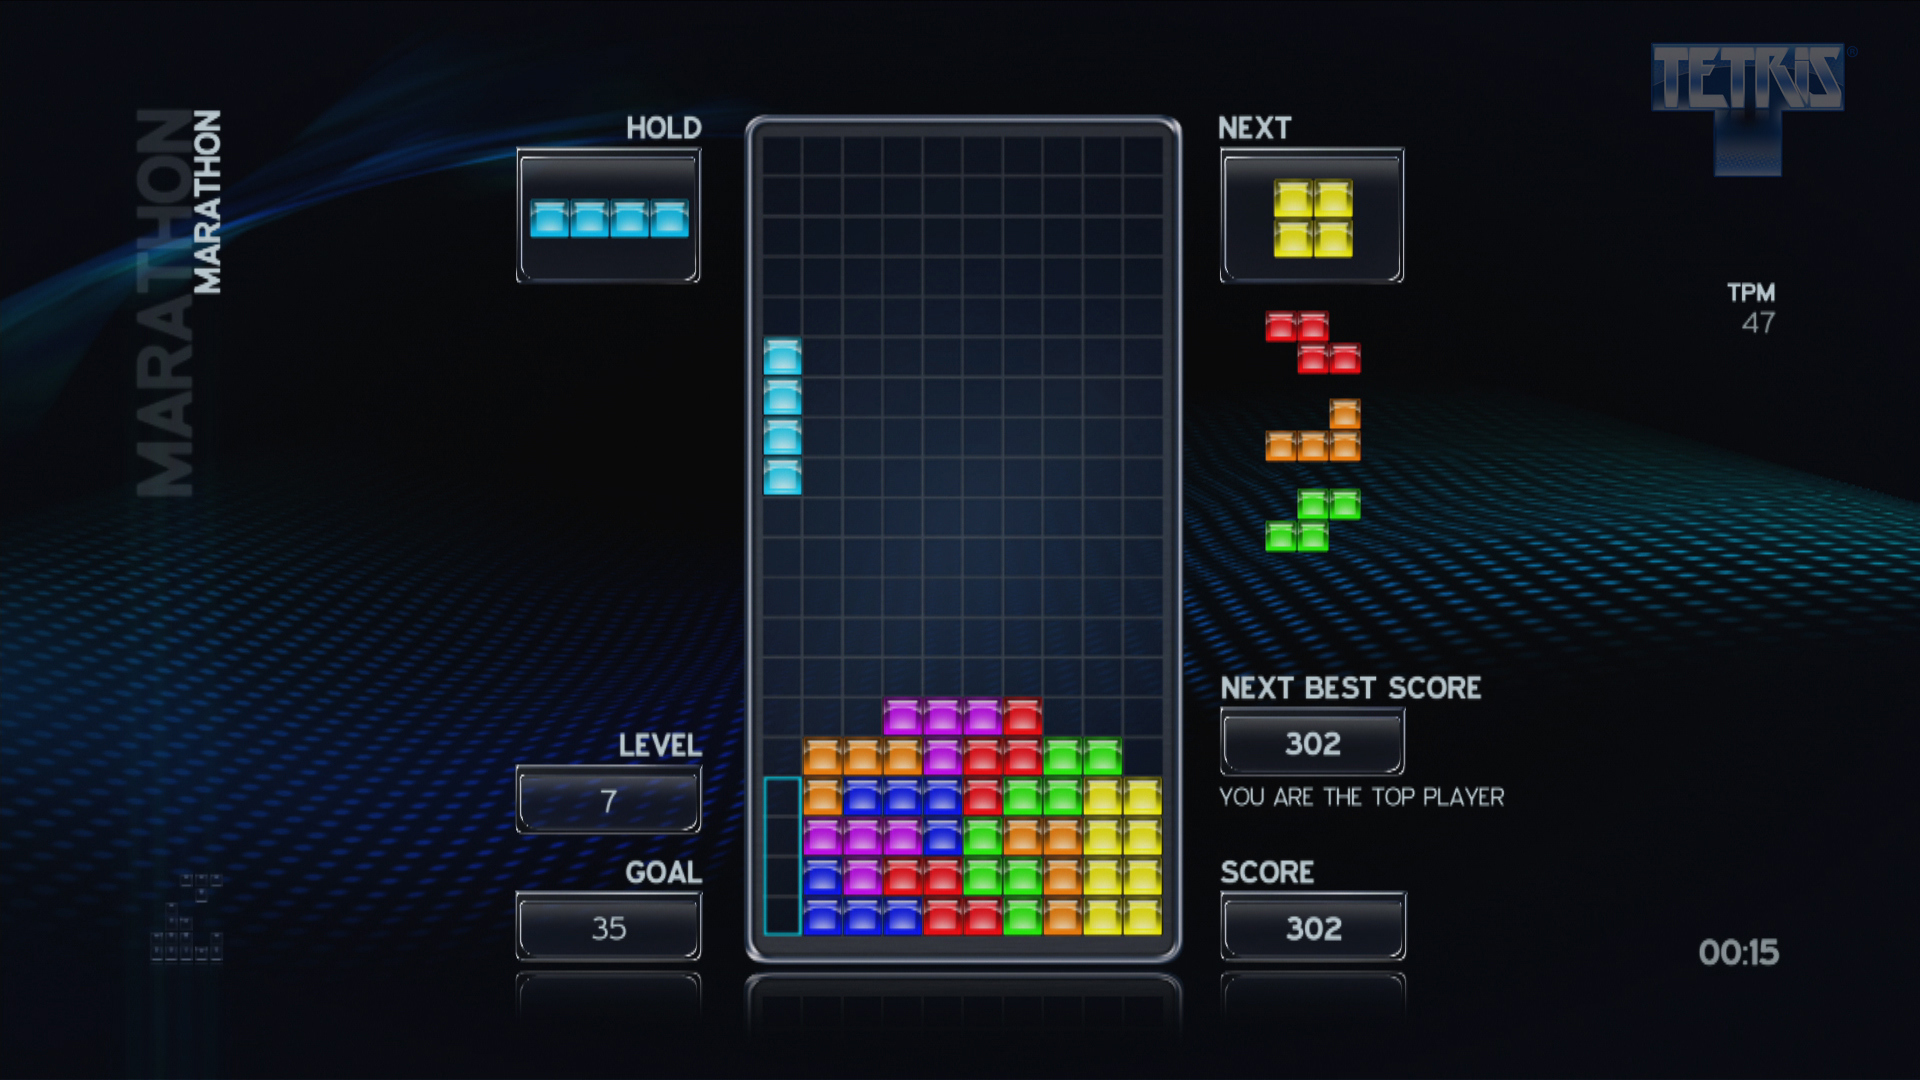 MARATHON
MARATHON
HOLD
NEXT
TETRIS®
TPM
47
LEVEL
7
GOAL
35
NEXT BEST SCORE
302
YOU ARE THE TOP PLAYER
SCORE
302
00:15